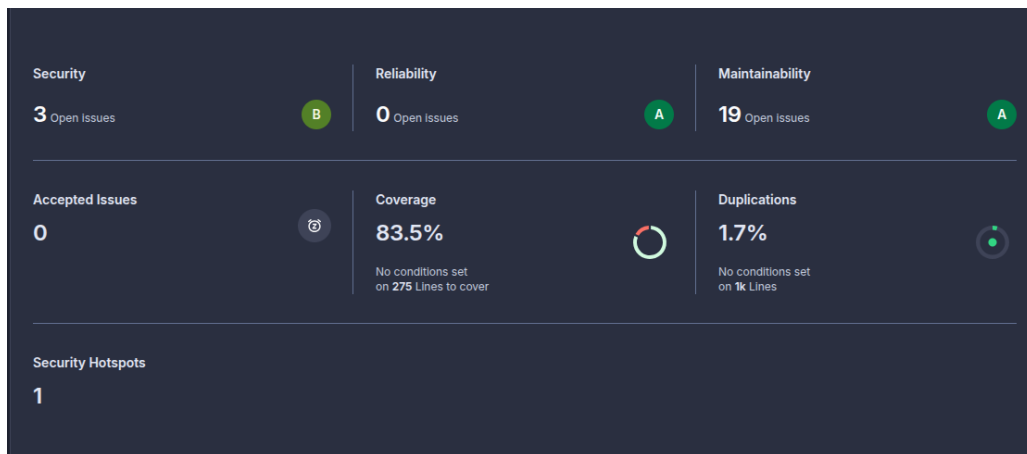 Security
3 Open issues
B
Reliability
0 Open issues
A
Maintainability
19 Open issues
A
Accepted Issues
0
Coverage
83.5%
No conditions set
on 275 Lines to cover
Duplications
1.7%
No conditions set
on 1k Lines
Security Hotspots
1